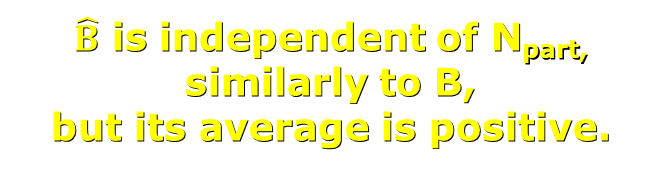 B̂ is independent of Npart,
similarly to B,
but its average is positive.